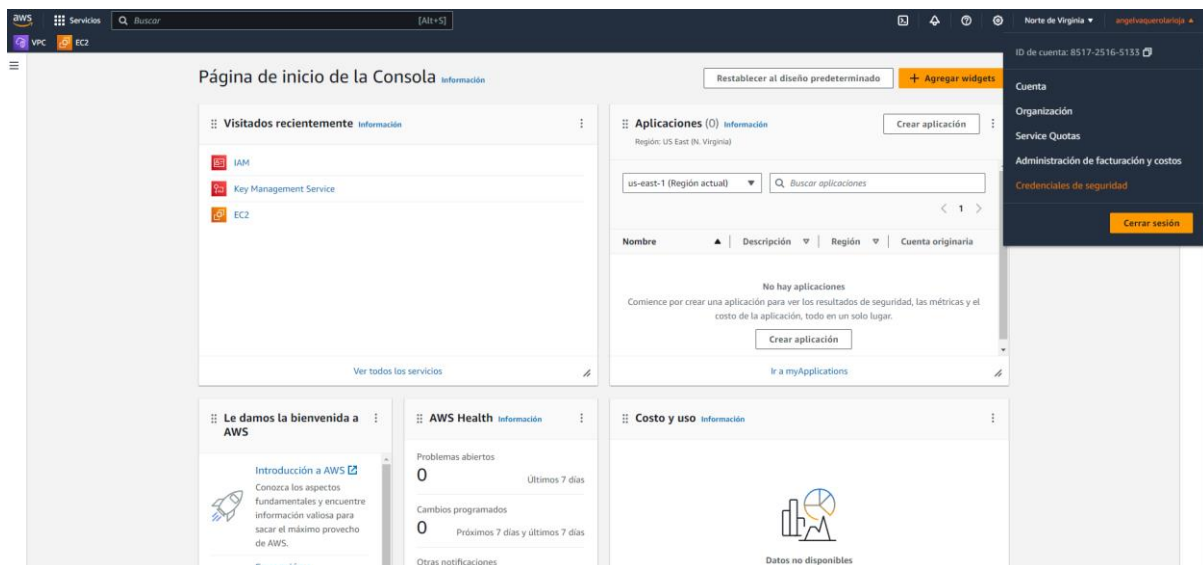 aws
Servicios
Buscar
[Alt+S]
Norte de Virginia
angelvaquerolarioja
VPC
EC2
ID de cuenta: 8517-2516-5133
Cuenta
Organización
Service Quotas
Administración de facturación y costos
Credenciales de seguridad
Cerrar sesión
Página de inicio de la Consola Información
Restablecer al diseño predeterminado
+ Agregar widgets
Visitados recientemente Información
IAM
Key Management Service
EC2
Ver todos los servicios
Aplicaciones (0) Información
Región: US East (N. Virginia)
Crear aplicación
us-east-1 (Región actual)
Buscar aplicaciones
1
Nombre
Descripción
Región
Cuenta originaria
No hay aplicaciones
Comience por crear una aplicación para ver los resultados de seguridad, las métricas y el
costo de la aplicación, todo en un solo lugar.
Crear aplicación
Ir a myApplications
Le damos la bienvenida a
AWS
Introducción a AWS
Conozca los aspectos
fundamentales y encuentre
información valiosa para
sacar el máximo provecho
de AWS.
AWS Health Información
Problemas abiertos
0
Últimos 7 días
Cambios programados
0
Próximos 7 días y últimos 7 días
Otras notificaciones
Costo y uso Información
Datos no disponibles